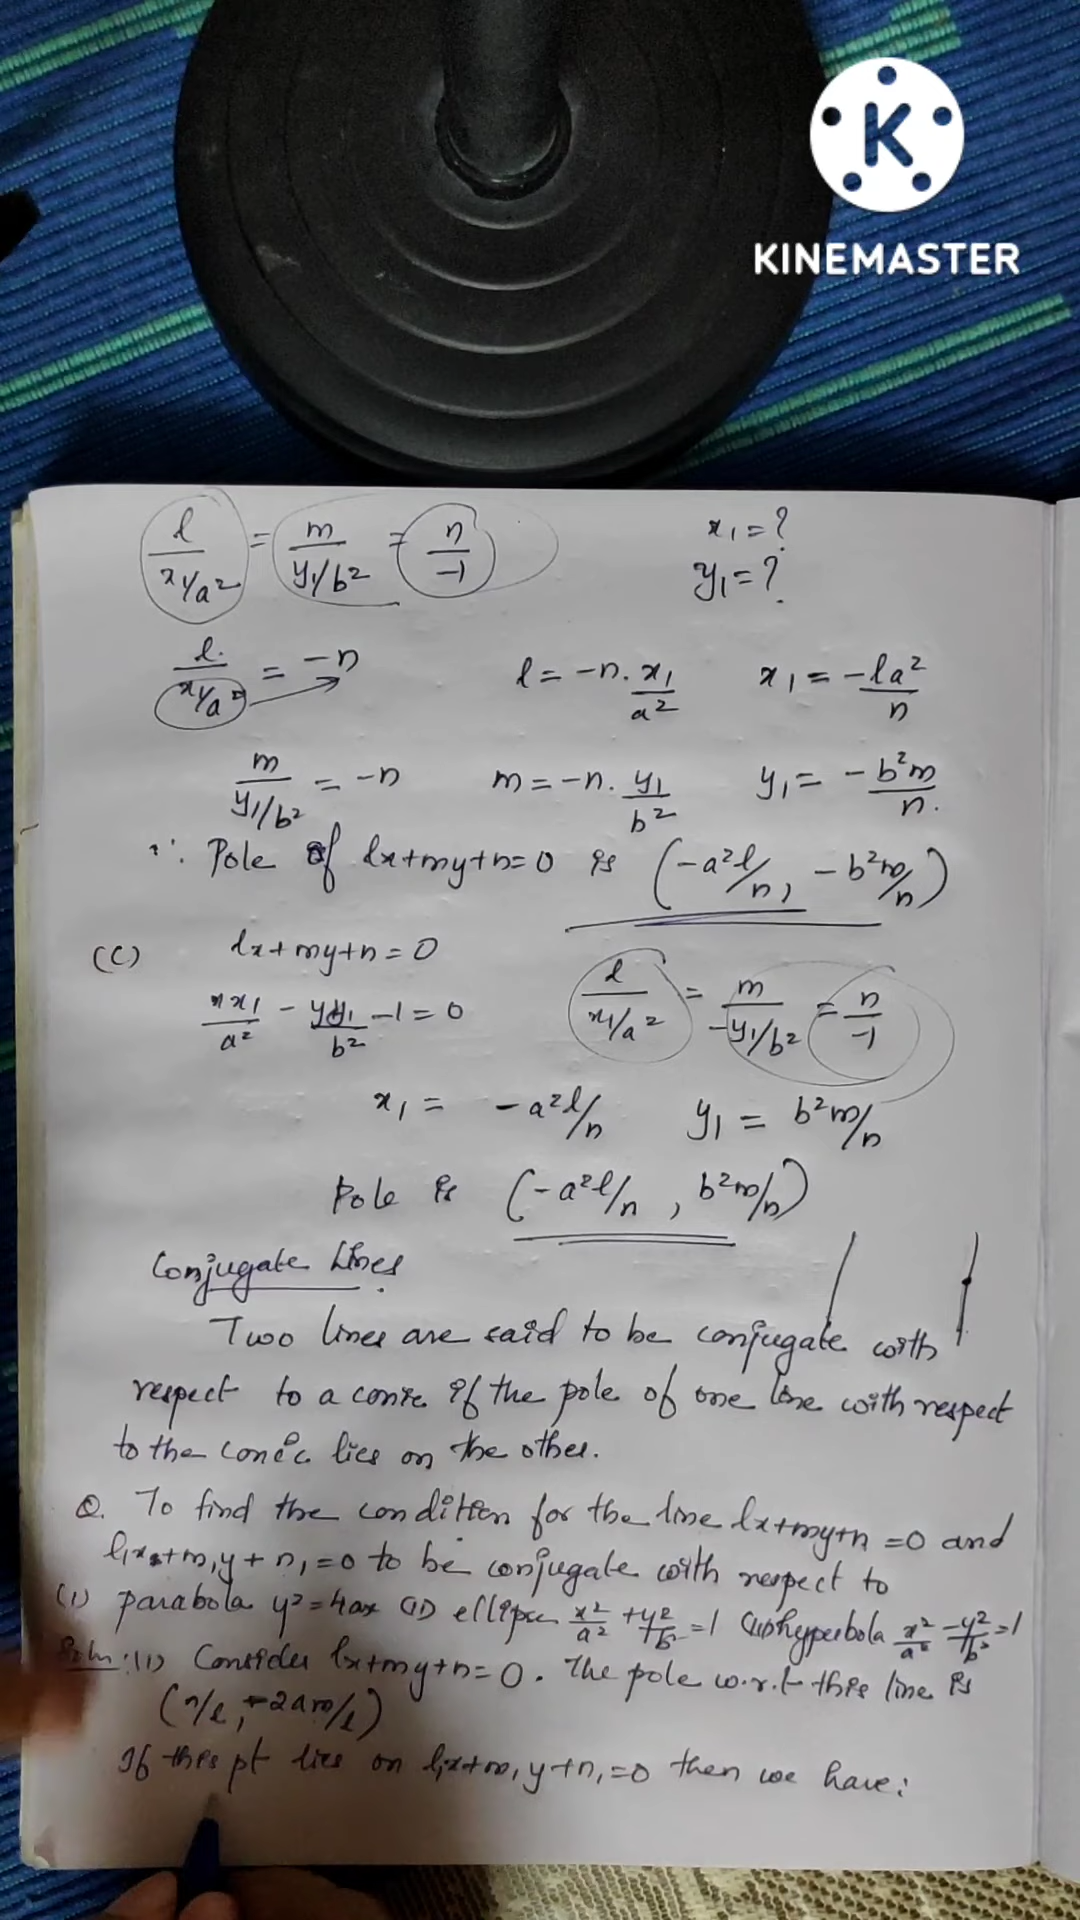 K
KINEMASTER
l/(x₁/a²) = m/(y₁/b²) = n/-1    x₁ = ?
y₁ = ?
l/(x₁/a²) = -n    l = -n. x₁/a²    x₁ = -la²/n
m/(y₁/b²) = -n    m = -n. y₁/b²    y₁ = -b²m/n.
∴ Pole of lx+my+n=0 is (-a²l/n, -b²m/n)
(C) lx+my+n=0
xx₁/a² - yy₁/b² -1 = 0    l/(x₁/a²) = m/(-y₁/b²) = n/-1
x₁ = -a²l/n    y₁ = b²m/n
Pole is (-a²l/n, b²m/n)
Conjugate Lines.
Two lines are said to be conjugate with
respect to a conic if the pole of one line with respect
to the conic lies on the other.
Q. To find the condition for the line lx+my+n=0 and
l₁x+m₁y+n₁=0 to be conjugate with respect to
(i) parabola y²=4ax (ii) ellipse x²/a² + y²/b² = 1 (iii) hyperbola x²/a² - y²/b² = 1
Soln: (i) Consider lx+my+n=0. The pole w.r.t this line is
(n/l, -2am/l)
If this pt lies on l₁x+m₁y+n₁=0 then we have: